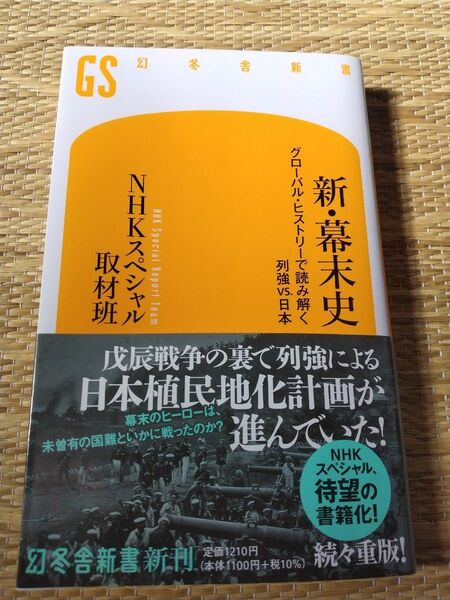 GS
幻冬舎新書
新・幕末史
グローバル・ヒストリーで読み解く
列強vs.日本
NHKスペシャル
取材班
NHK Special Report Team
戊辰戦争の裏で列強による
日本植民地化計画が
進んでいた!
幕末のヒーローは、
未曽有の国難といかに戦ったのか?
NHK
スペシャル、
待望の
書籍化!
続々重版!
幻冬舎新書 新刊
定価1210円
(本体1100円+税10%)